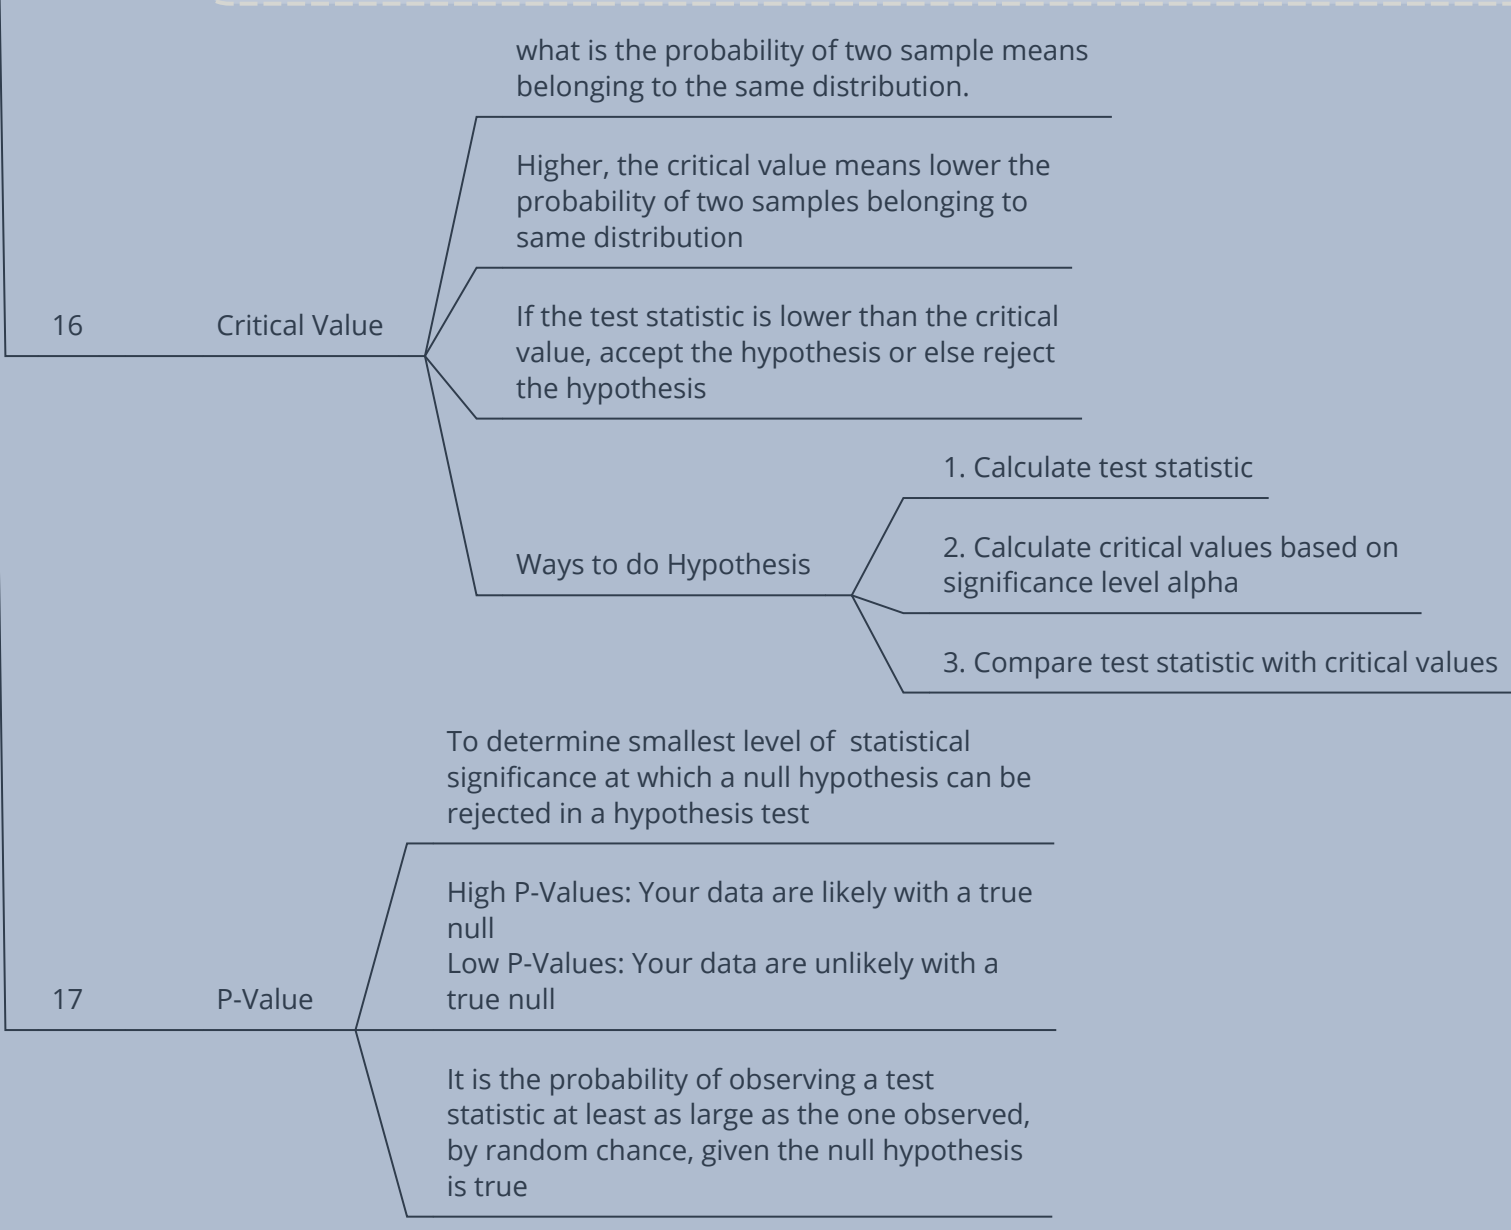 what is the probability of two sample means
belonging to the same distribution.
Higher, the critical value means lower the
probability of two samples belonging to
same distribution
16
Critical Value
If the test statistic is lower than the critical
value, accept the hypothesis or else reject
the hypothesis
Ways to do Hypothesis
1. Calculate test statistic
2. Calculate critical values based on
significance level alpha
3. Compare test statistic with critical values
17
P-Value
To determine smallest level of  statistical
significance at which a null hypothesis can be
rejected in a hypothesis test
High P-Values: Your data are likely with a true
null
Low P-Values: Your data are unlikely with a
true null
It is the probability of observing a test
statistic at least as large as the one observed,
by random chance, given the null hypothesis
is true